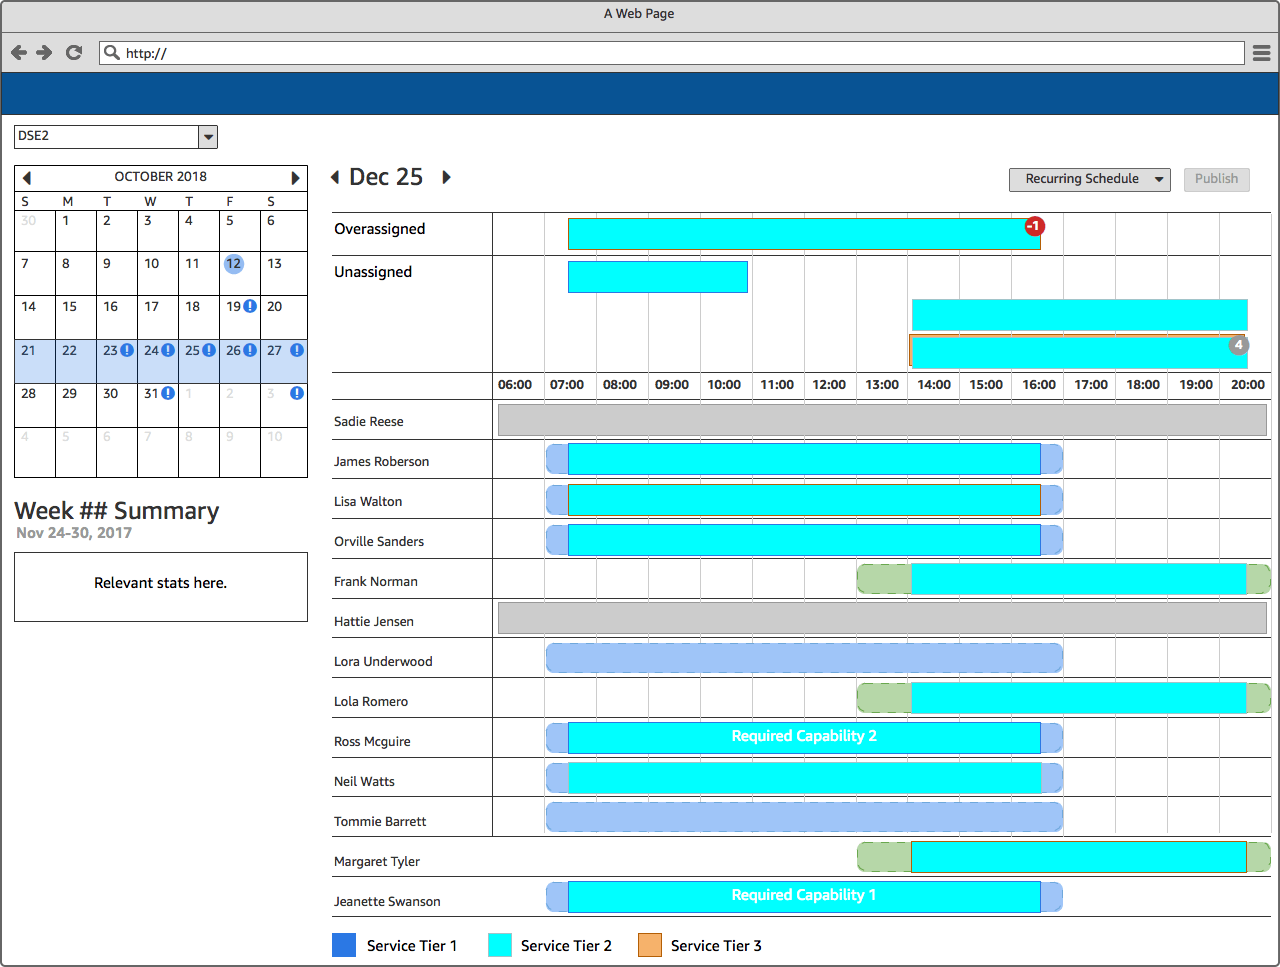 A Web Page
http://
DSE2
OCTOBER 2018
S M T W T F S
30 1 2 3 4 5 6
7 8 9 10 11 12 13
14 15 16 17 18 19 ! 20
21 22 23 ! 24 ! 25 ! 26 ! 27 !
28 29 30 31 ! 1 2 3 !
4 5 6 7 8 9 10
Week ## Summary
Nov 24-30, 2017
Relevant stats here.
Dec 25
Recurring Schedule
Publish
Overassigned
-1
Unassigned
4
06:00 07:00 08:00 09:00 10:00 11:00 12:00 13:00 14:00 15:00 16:00 17:00 18:00 19:00 20:00
Sadie Reese
James Roberson
Lisa Walton
Orville Sanders
Frank Norman
Hattie Jensen
Lora Underwood
Lola Romero
Ross Mcguire
Required Capability 2
Neil Watts
Tommie Barrett
Margaret Tyler
Jeanette Swanson
Required Capability 1
Service Tier 1
Service Tier 2
Service Tier 3